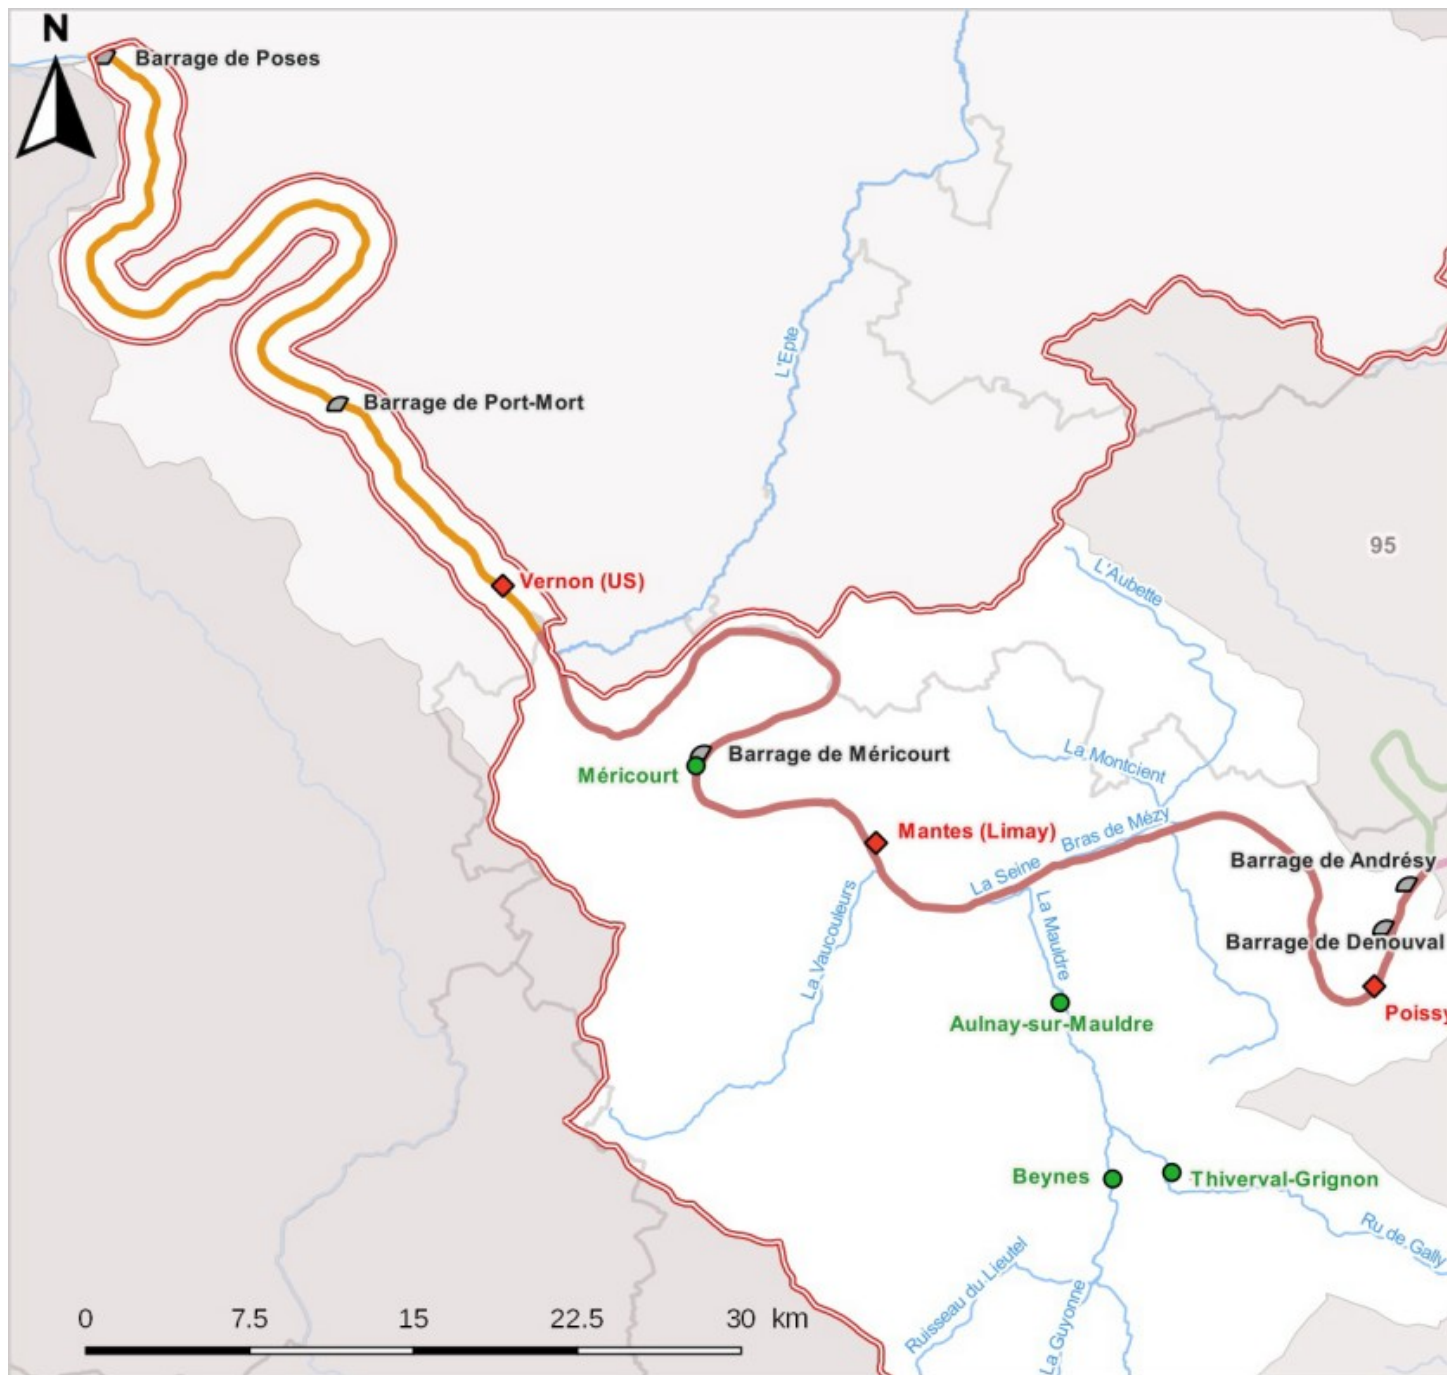 N
Barrage de Poses
L'Epte
Barrage de Port-Mort
95
L'Aubette
Vernon (US)
La Montcient
Barrage de Méricourt
Méricourt
Mantes (Limay)
Bras de Mézy
La Seine
Barrage de Andrésy
La Vaucouleurs
La Mauldre
Barrage de Denouval
Poissy
Aulnay-sur-Mauldre
Beynes
Thiverval-Grignon
Ru de Gally
Ruisseau du Lieutel
La Guyonne
0 7.5 15 22.5 30 km